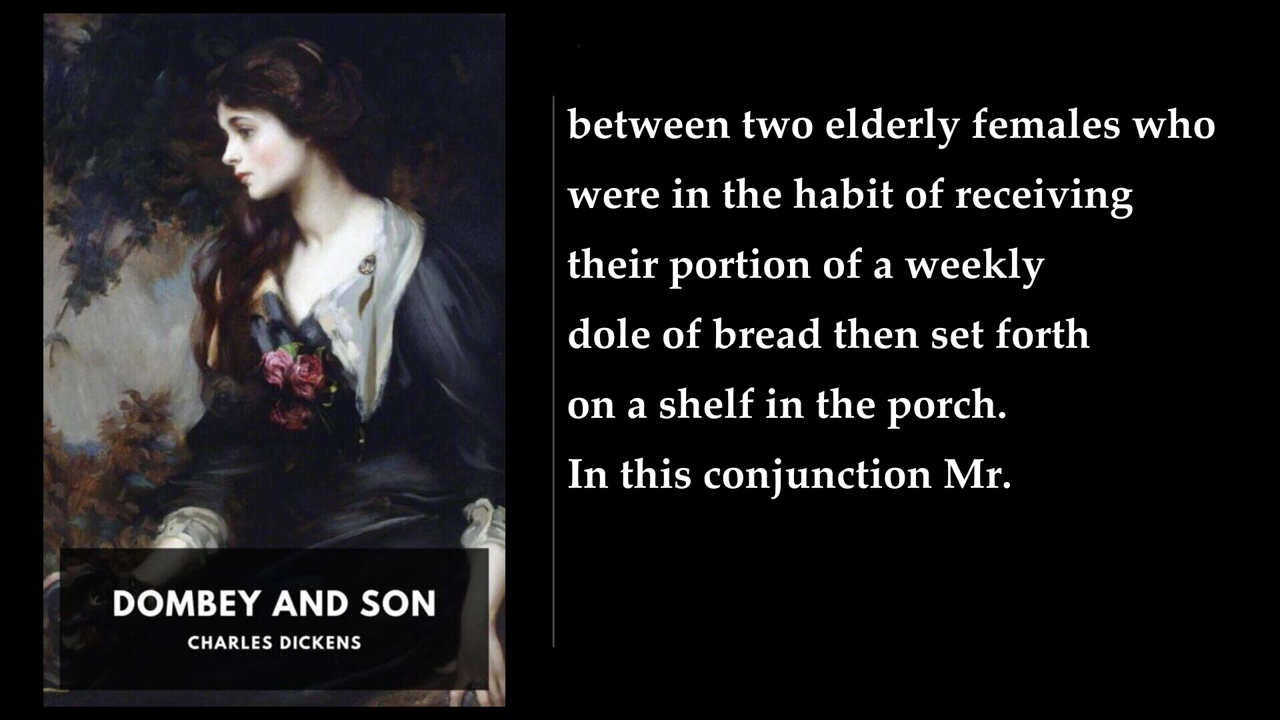 between two elderly females who
were in the habit of receiving
their portion of a weekly
dole of bread then set forth
on a shelf in the porch.
In this conjunction Mr.
DOMBEY AND SON
CHARLES DICKENS